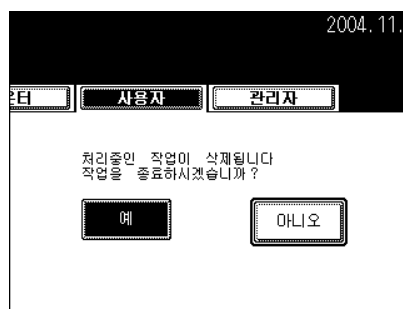 2004.11.
사용자
관리자
처리중인 작업이 삭제됩니다
작업을 종료하시겠습니까?
예
아니오